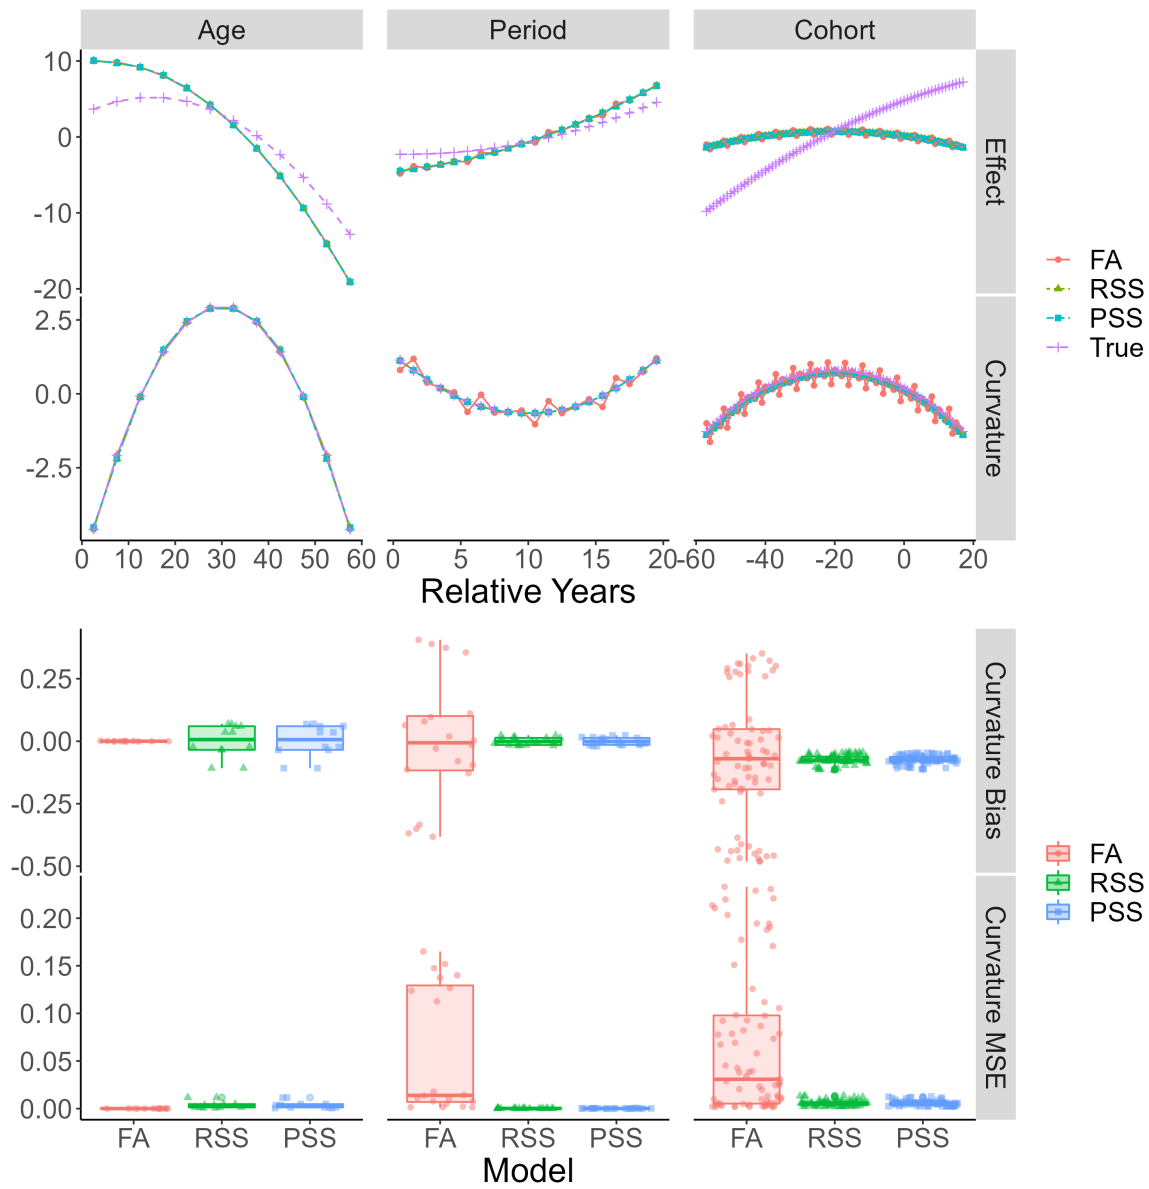 Age Period Cohort
10
0
-10
-20
Effect
2.5
0.0
-2.5
Curvature
0 10 20 30 40 50 60 0 5 10 15 20 -60 -40 -20 0 20
Relative Years
FA
RSS
PSS
True
0.25
0.00
-0.25
-0.50
Curvature Bias
0.20
0.15
0.10
0.05
0.00
Curvature MSE
FA RSS PSS FA RSS PSS FA RSS PSS
Model
FA
RSS
PSS